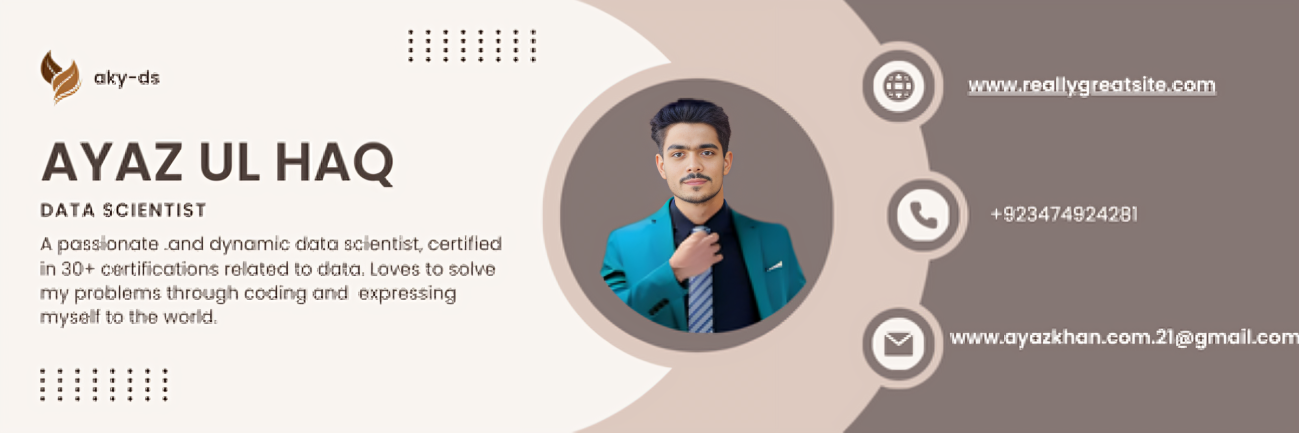 aky-ds
AYAZ UL HAQ
DATA SCIENTIST
A passionate .and dynamic data scientist, certified
in 30+ certifications related to data. Loves to solve
my problems through coding and  expressing
myself to the world.
www.reallygreatsite.com
+923474924281
www.ayazkhan.com.21@gmail.com